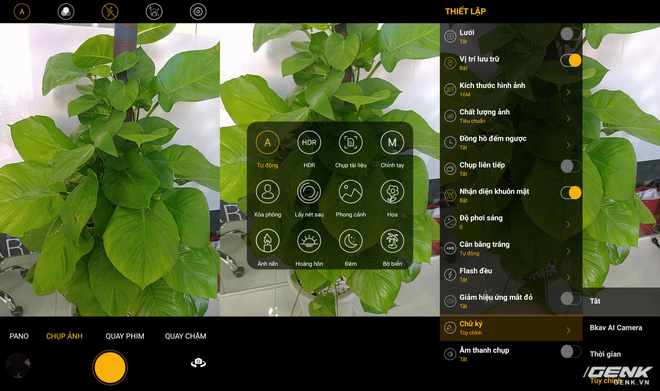 A
PANO
CHỤP ẢNH
QUAY PHIM
QUAY CHẬM
A
Tự động
HDR
HDR
Chụp tài liệu
M
Chỉnh tay
Xóa phông
Lấy nét sau
Phong cảnh
Hoa
Ánh nến
Hoàng hôn
Đêm
Bờ biển
THIẾT LẬP
Lưới
Tắt
Vị trí lưu trữ
Bật
Kích thước hình ảnh
16M
Chất lượng ảnh
Tiêu chuẩn
Đồng hồ đếm ngược
Tắt
Chụp liên tiếp
Tắt
Nhận diện khuôn mặt
Bật
Độ phơi sáng
0
Cân bằng trắng
Tự động
Flash đều
Tắt
Giảm hiệu ứng mắt đỏ
Tắt
Chữ ký
Tùy chỉnh
Âm thanh chụp
Tắt
Tắt
Bkav AI Camera
Thời gian
Tùy chỉnh
GENK
GENK.VN